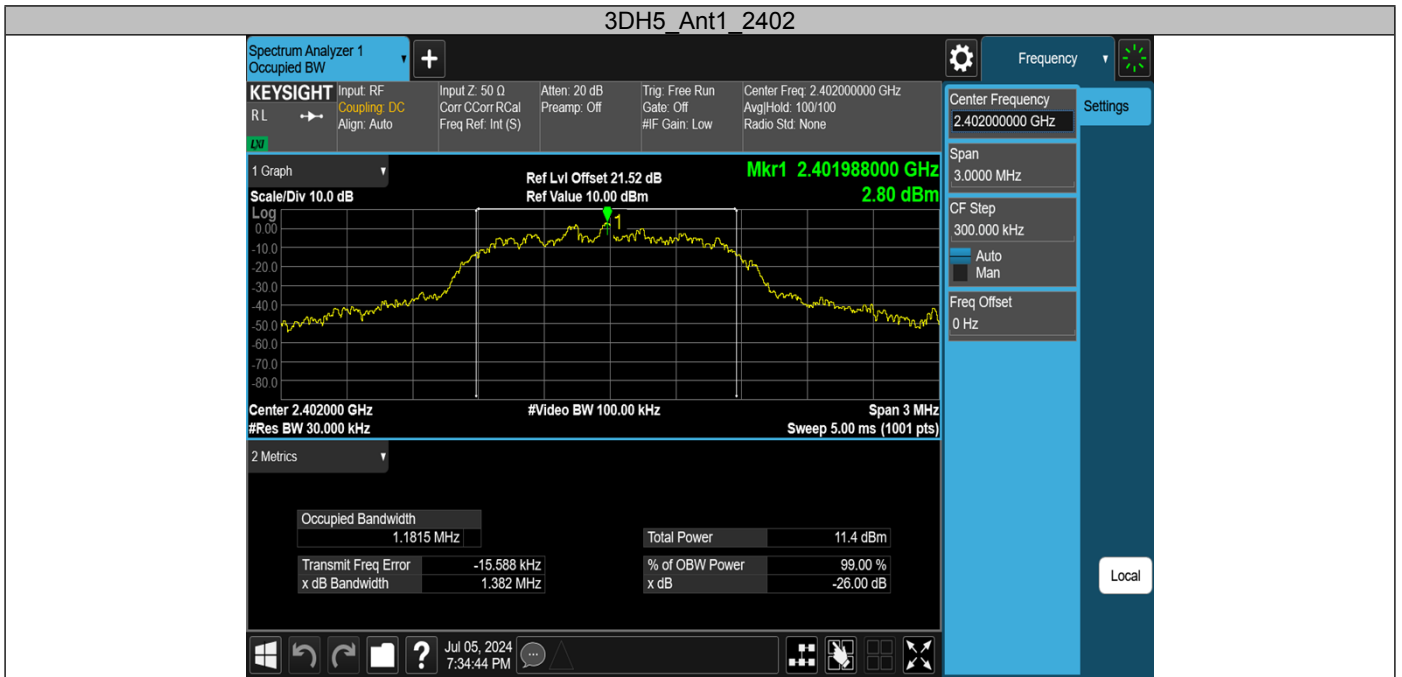 3DH5_Ant1_2402
Spectrum Analyzer 1
Occupied BW
+
Frequency
KEYSIGHT
RL
LXI
Input: RF
Coupling: DC
Align: Auto
Input Z: 50 Ω
Corr CCorr RCal
Freq Ref: Int (S)
Atten: 20 dB
Preamp: Off
Trig: Free Run
Gate: Off
#IF Gain: Low
Center Freq: 2.402000000 GHz
Avg|Hold: 100/100
Radio Std: None
1 Graph
Scale/Div 10.0 dB
Ref Lvl Offset 21.52 dB
Ref Value 10.00 dBm
Mkr1 2.401988000 GHz
2.80 dBm
Log
0.00
-10.0
-20.0
-30.0
-40.0
-50.0
-60.0
-70.0
-80.0
1
Center 2.402000 GHz
#Video BW 100.00 kHz
Span 3 MHz
#Res BW 30.000 kHz
Sweep 5.00 ms (1001 pts)
2 Metrics
Occupied Bandwidth
1.1815 MHz
Total Power 11.4 dBm
Transmit Freq Error -15.588 kHz
% of OBW Power 99.00 %
x dB Bandwidth 1.382 MHz
x dB -26.00 dB
Center Frequency
2.402000000 GHz
Settings
Span
3.0000 MHz
CF Step
300.000 kHz
Auto
Man
Freq Offset
0 Hz
Local
?
Jul 05, 2024
7:34:44 PM